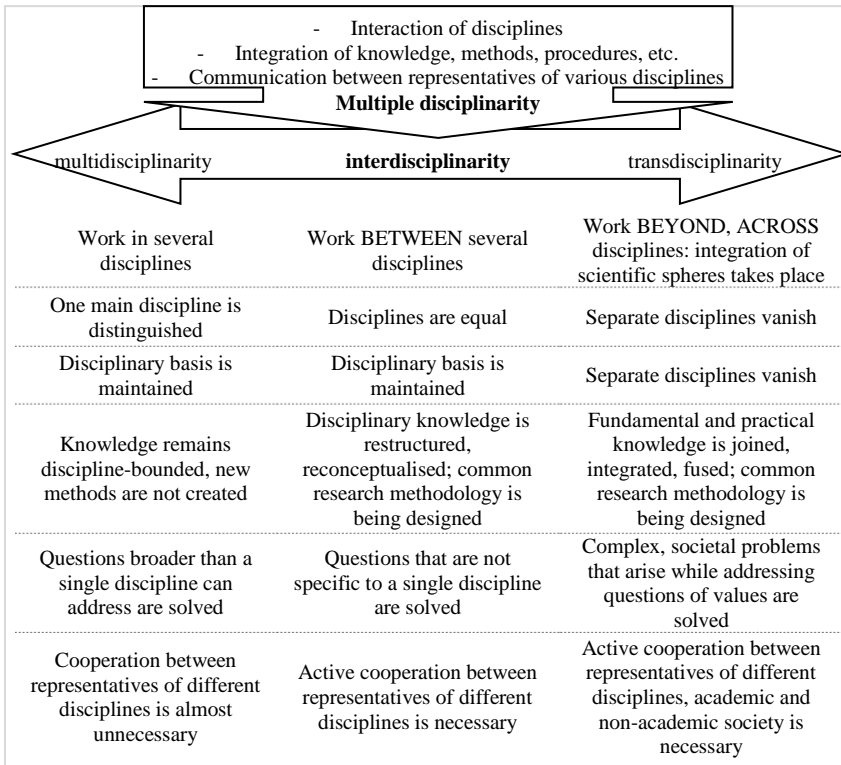 - Interaction of disciplines
- Integration of knowledge, methods, procedures, etc.
- Communication between representatives of various disciplines
Multiple disciplinarity
multidisciplinarity
interdisciplinarity
transdisciplinarity
Work in several
disciplines
Work BETWEEN several
disciplines
Work BEYOND, ACROSS
disciplines: integration of
scientific spheres takes place
One main discipline is
distinguished
Disciplines are equal
Separate disciplines vanish
Disciplinary basis is
maintained
Disciplinary basis is
maintained
Separate disciplines vanish
Knowledge remains
discipline-bounded, new
methods are not created
Disciplinary knowledge is
restructured,
reconceptualised; common
research methodology is
being designed
Fundamental and practical
knowledge is joined,
integrated, fused; common
research methodology is
being designed
Questions broader than a
single discipline can
address are solved
Questions that are not
specific to a single discipline
are solved
Complex, societal problems
that arise while addressing
questions of values are
solved
Cooperation between
representatives of different
disciplines is almost
unnecessary
Active cooperation between
representatives of different
disciplines is necessary
Active cooperation between
representatives of different
disciplines, academic and
non-academic society is
necessary